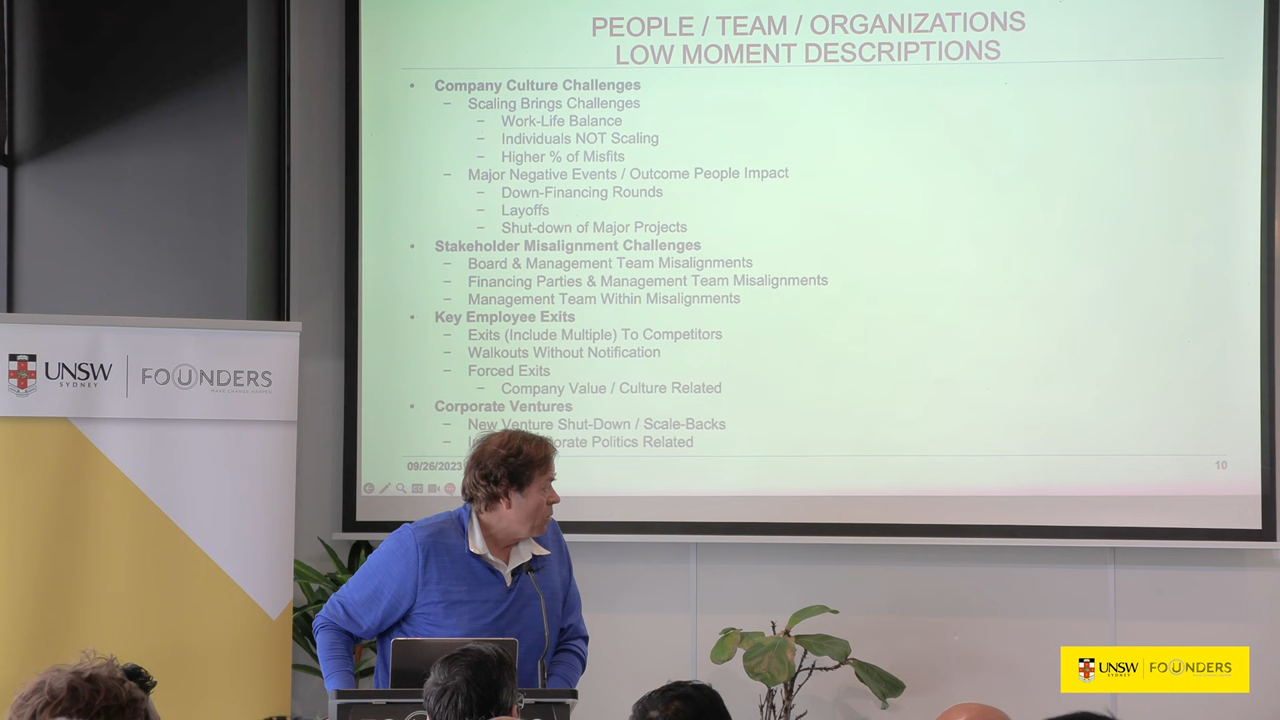 PEOPLE / TEAM / ORGANIZATIONS
LOW MOMENT DESCRIPTIONS
• Company Culture Challenges
– Scaling Brings Challenges
– Work-Life Balance
– Individuals NOT Scaling
– Higher % of Misfits
– Major Negative Events / Outcome People Impact
– Down-Financing Rounds
– Layoffs
– Shut-down of Major Projects
• Stakeholder Misalignment Challenges
– Board & Management Team Misalignments
– Financing Parties & Management Team Misalignments
– Management Team Within Misalignments
• Key Employee Exits
– Exits (Include Multiple) To Competitors
– Walkouts Without Notification
– Forced Exits
– Company Value / Culture Related
• Corporate Ventures
– New Venture Shut-Down / Scale-Backs
– Politics Related
09/26/2023
10
UNSW
SYDNEY
FOUNDERS
MAKE CHANGE HAPPEN
UNSW
SYDNEY
FOUNDERS